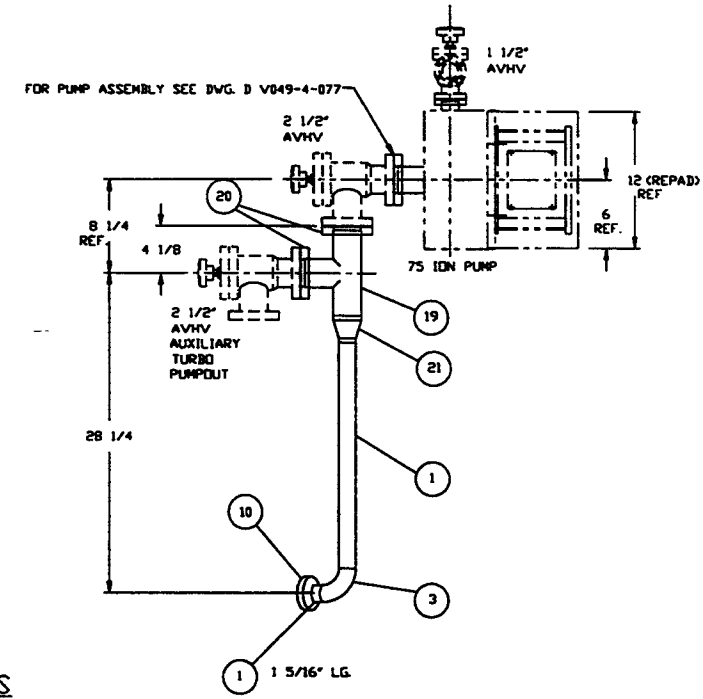 1 1/2"
AVHV
FOR PUMP ASSEMBLY SEE DWG. D V049-4-077
2 1/2"
AVHV
12 (REPAD)
REF
6
REF.
20
8 1/4
REF.
4 1/8
75 ION PUMP
19
2 1/2"
AVHV
AUXILIARY
TURBO
PUMPOUT
21
28 1/4
1
10
3
1
1 5/16" LG.
S